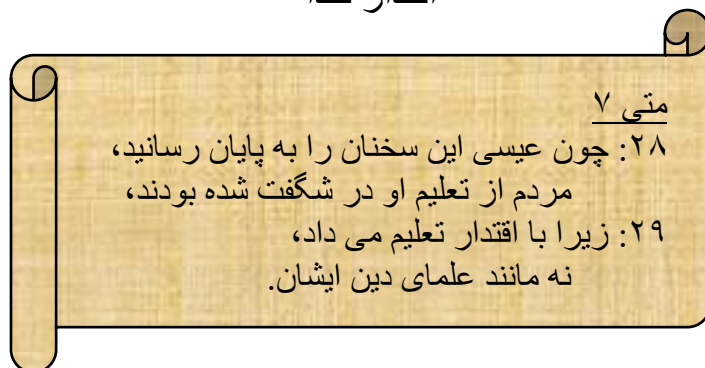 متی ۷
۲۸: چون عیسی این سخنان را به پایان رسانید،
مردم از تعلیم او در شگفت شده بودند،
۲۹: زیرا با اقتدار تعلیم می داد،
نه مانند علمای دین ایشان.